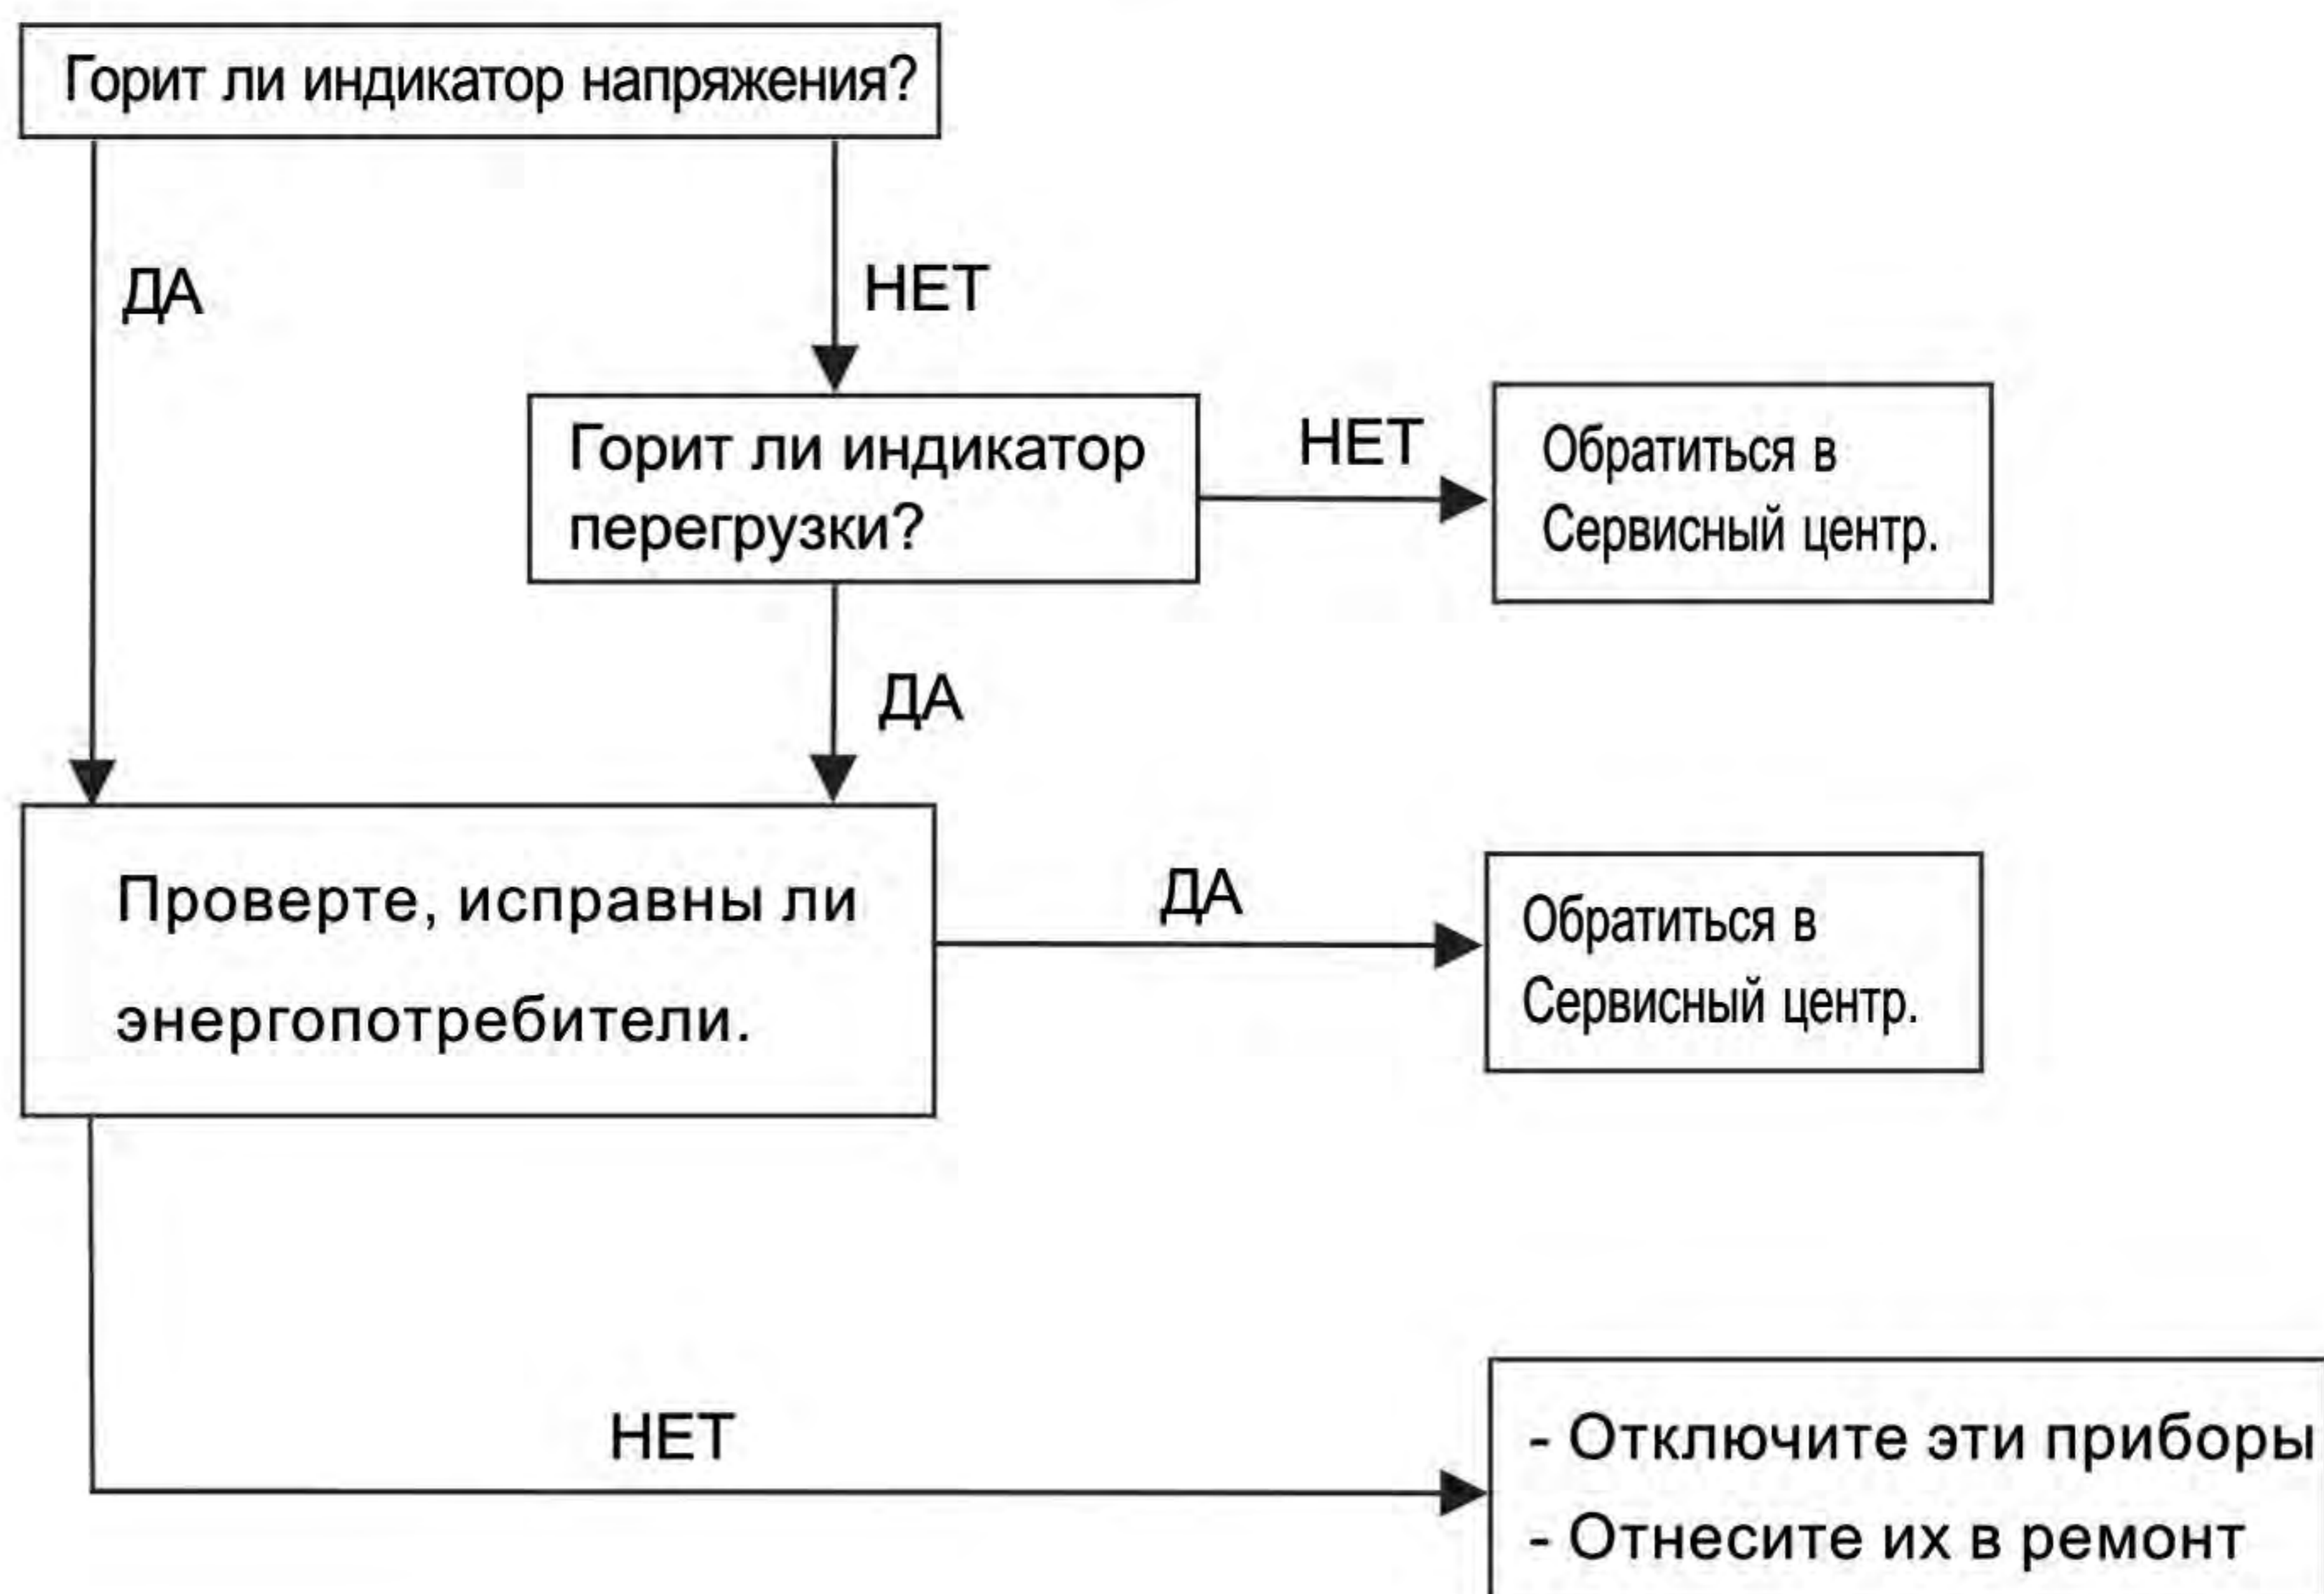 Горит ли индикатор напряжения?
ДА
НЕТ
Горит ли индикатор
перегрузки?
НЕТ
Обратиться в
Сервисный центр.
ДА
Проверте, исправны ли
энергопотребители.
ДА
Обратиться в
Сервисный центр.
НЕТ
- Отключите эти приборы
- Отнесите их в ремонт